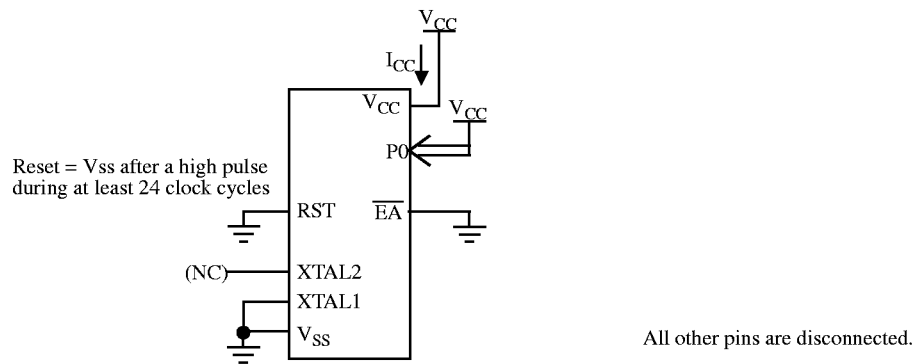 VCC
ICC
VCC
VCC
P0
Reset = Vss after a high pulse
during at least 24 clock cycles
RST
EA
(NC)
XTAL2
XTAL1
VSS
All other pins are disconnected.